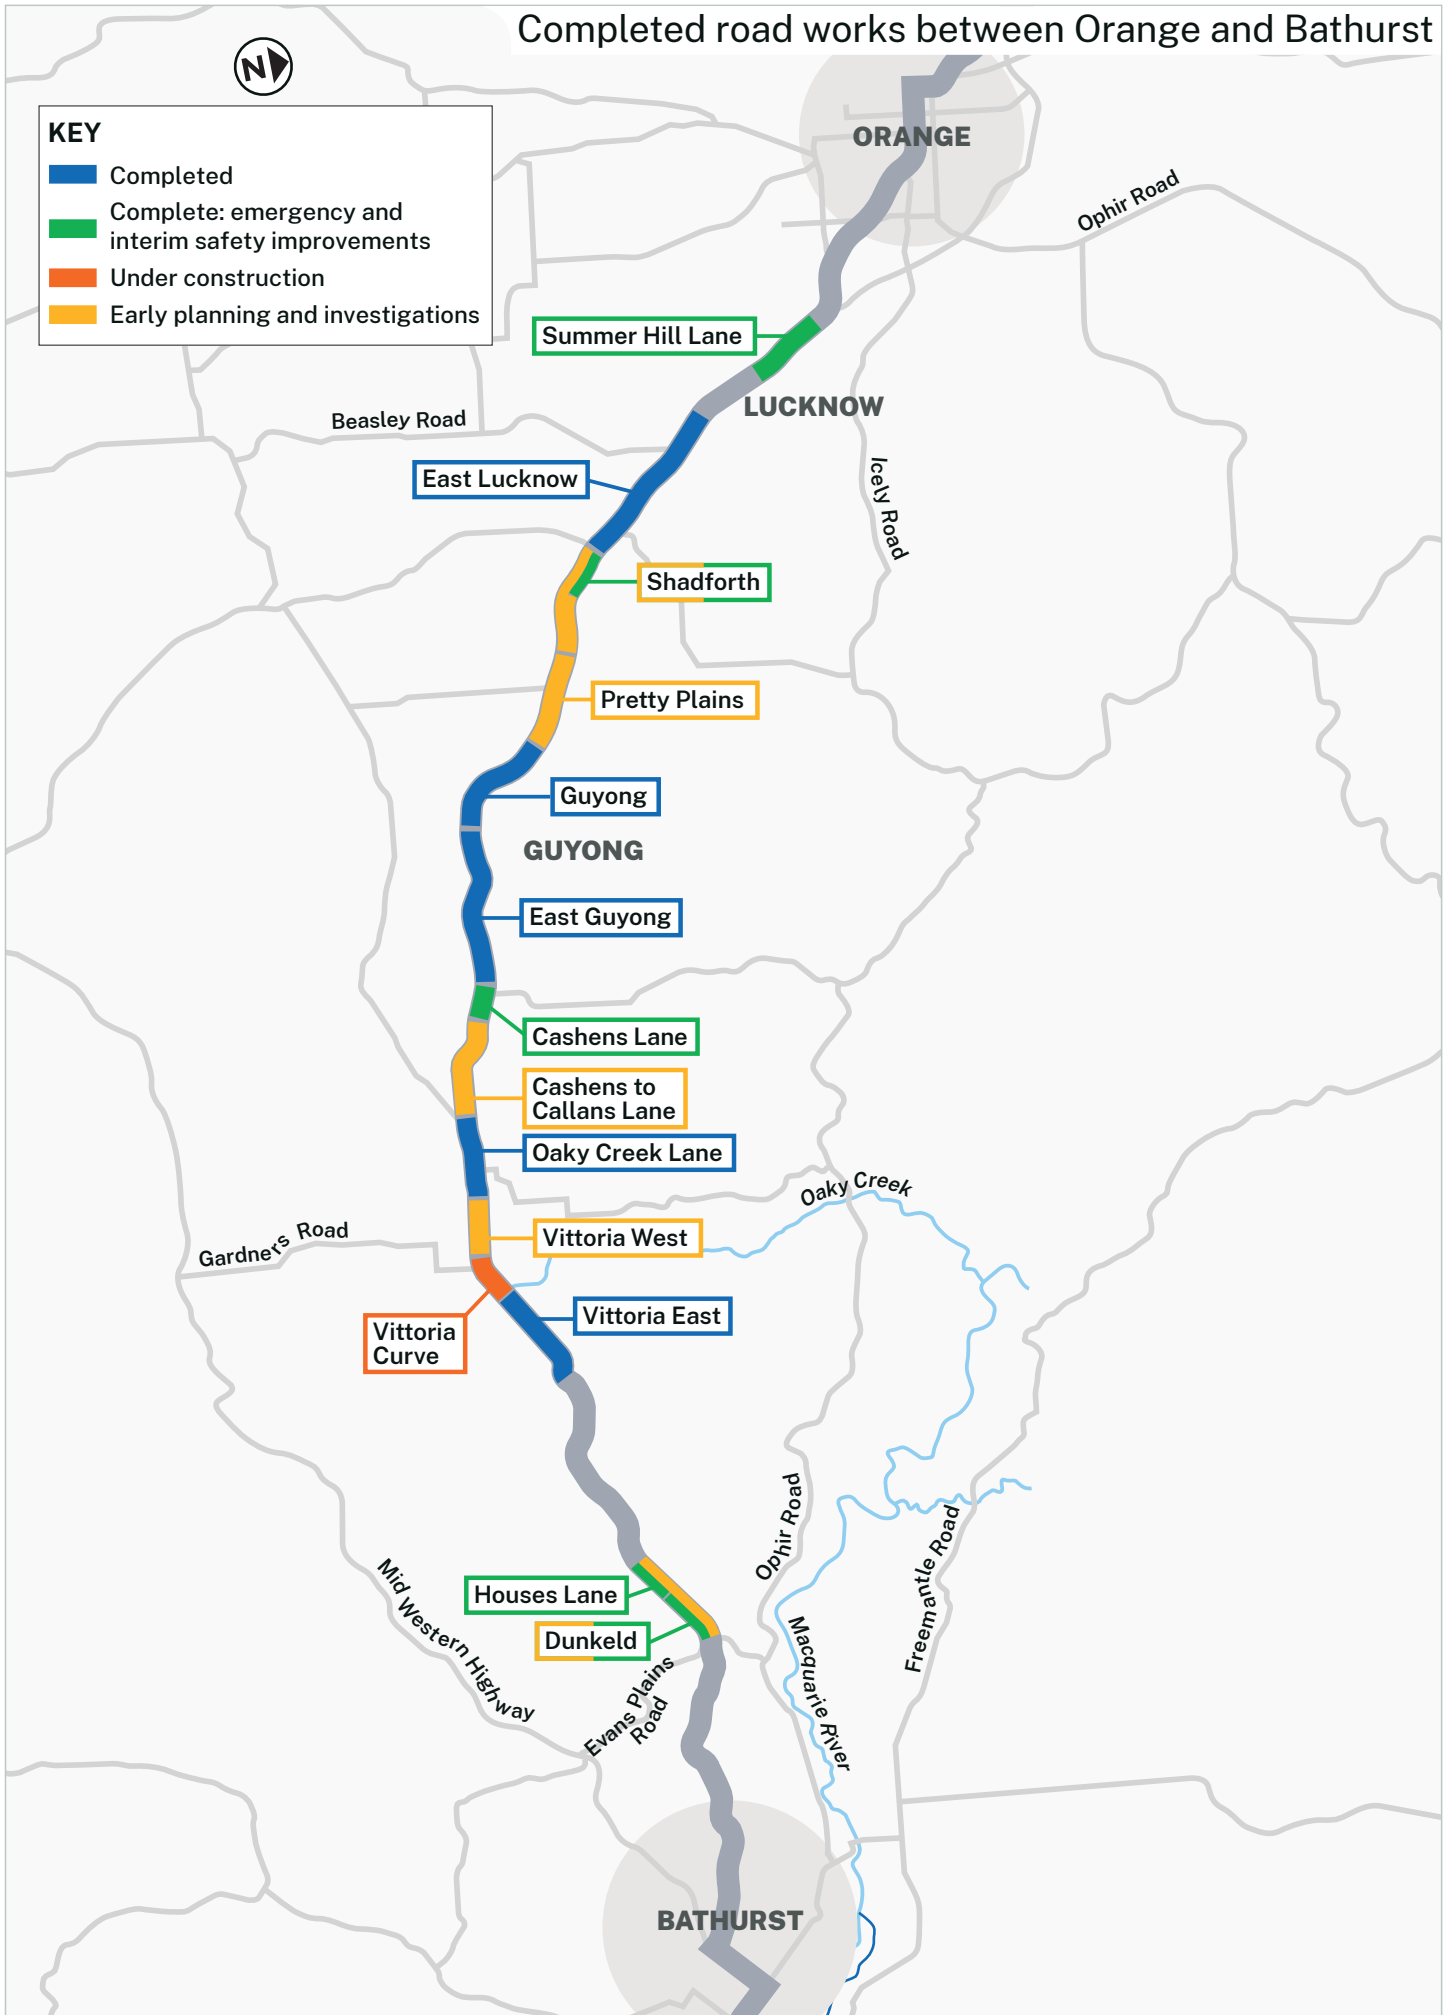 Completed road works between Orange and Bathurst
N
KEY
Completed
Complete: emergency and
interim safety improvements
Under construction
Early planning and investigations
ORANGE
Ophir Road
Summer Hill Lane
LUCKNOW
Beasley Road
East Lucknow
Icely Road
Shadforth
Pretty Plains
Guyong
GUYONG
East Guyong
Cashens Lane
Cashens to
Callans Lane
Oaky Creek Lane
Oaky Creek
Gardners Road
Vittoria West
Vittoria East
Vittoria
Curve
Ophir Road
Freemantle Road
Mid Western Highway
Houses Lane
Dunkeld
Macquarie River
Evans Plains
Road
BATHURST